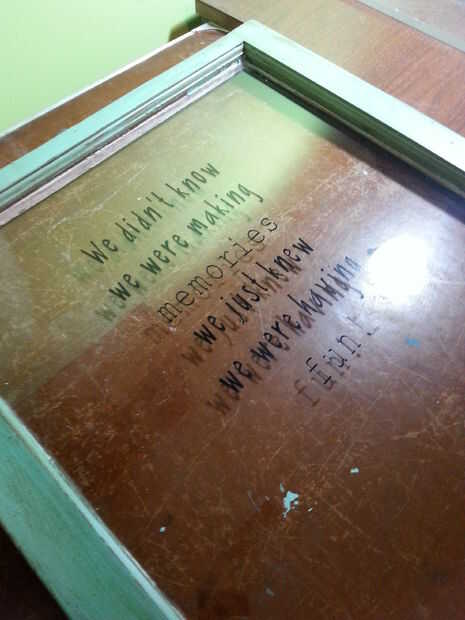 We didn't know
we were making
memories
we just knew
we were having
fun.